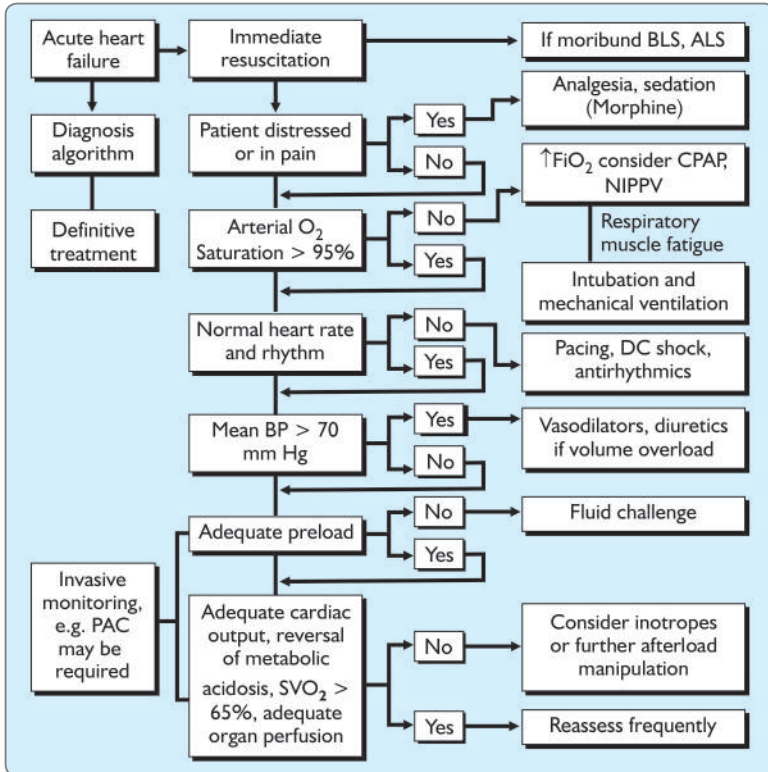 Acute heart
failure
Immediate
resuscitation
If moribund BLS, ALS
Diagnosis
algorithm
Definitive
treatment
Patient distressed
or in pain
Yes
No
Analgesia, sedation
(Morphine)
Arterial O₂
Saturation > 95%
No
Yes
↑FiO₂ consider CPAP,
NIPPV
Respiratory
muscle fatigue
Intubation and
mechanical ventilation
Normal heart rate
and rhythm
No
Yes
Pacing, DC shock,
antirhythmics
Mean BP > 70
mm Hg
Yes
No
Vasodilators, diuretics
if volume overload
Adequate preload
No
Yes
Fluid challenge
Invasive
monitoring,
e.g. PAC
may be
required
Adequate cardiac
output, reversal
of metabolic
acidosis, SVO₂ >
65%, adequate
organ perfusion
No
Yes
Consider inotropes
or further afterload
manipulation
Reassess frequently